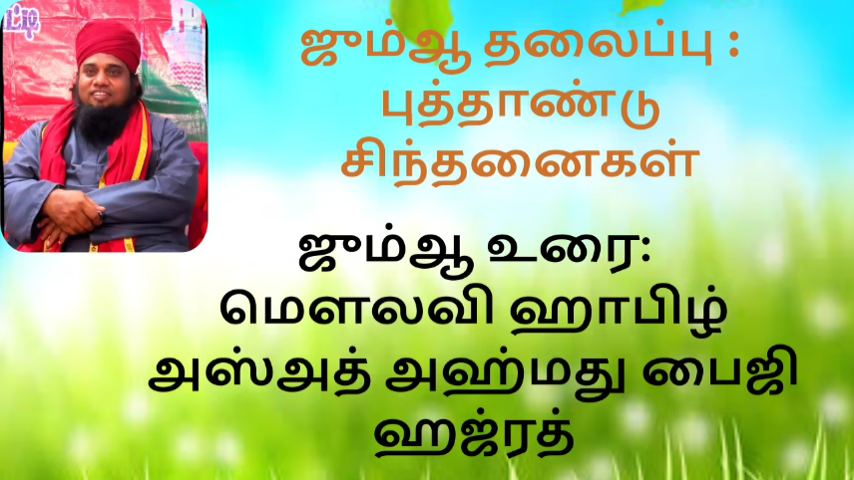 ட்டி
ஜும்ஆ தலைப்பு :
புத்தாண்டு
சிந்தனைகள்
ஜும்ஆ உரை:
மௌலவி ஹாபிழ்
அஸ்அத் அஹ்மது பைஜி
ஹஜ்ரத்